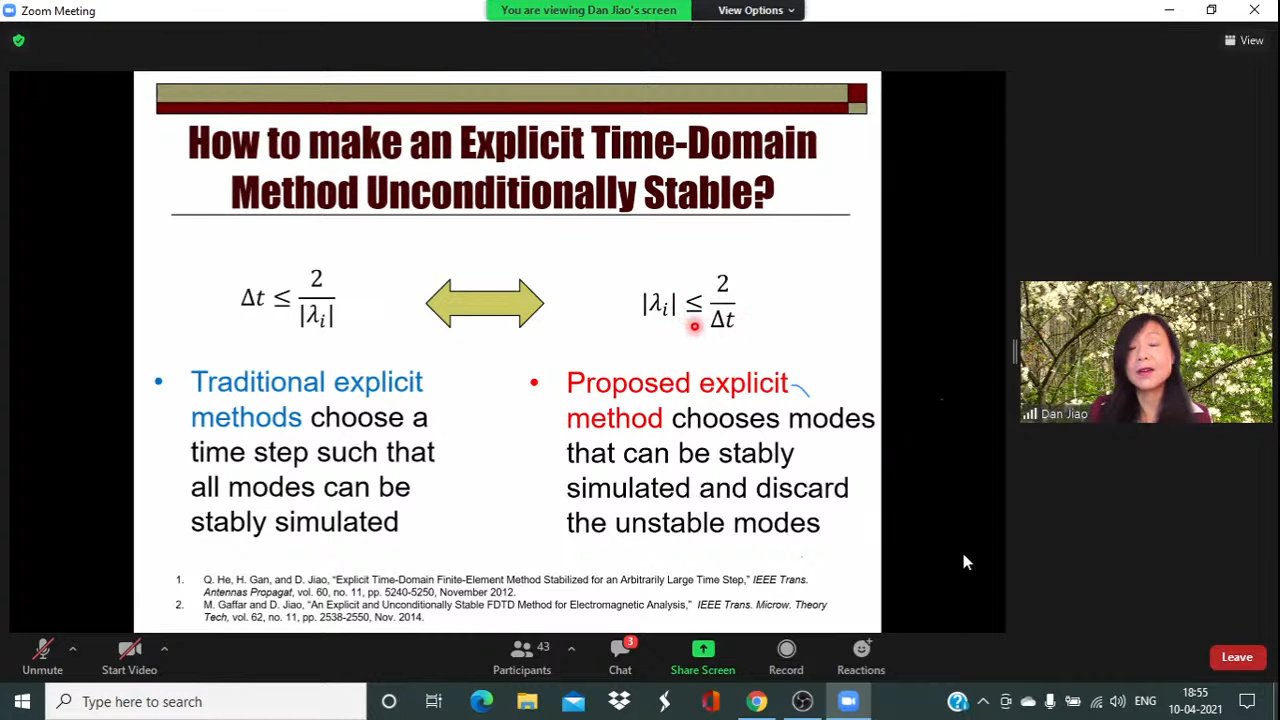 Zoom Meeting
You are viewing Dan Jiao's screen
View Options
View
How to make an Explicit Time-Domain
Method Unconditionally Stable?
Δt ≤ 2/|λi|
|λi| ≤ 2/Δt
• Traditional explicit
methods choose a
time step such that
all modes can be
stably simulated
• Proposed explicit
method chooses modes
that can be stably
simulated and discard
the unstable modes
Dan Jiao
1. Q. He, H. Gan, and D. Jiao, “Explicit Time-Domain Finite-Element Method Stabilized for an Arbitrarily Large Time Step,” IEEE Trans.
Antennas Propagat, vol. 60, no. 11, pp. 5240-5250, November 2012.
2. M. Gaffar and D. Jiao, “An Explicit and Unconditionally Stable FDTD Method for Electromagnetic Analysis,” IEEE Trans. Microw. Theory
Tech, vol. 62, no. 11, pp. 2538-2550, Nov. 2014.
Unmute
Start Video
43
Participants
3
Chat
Share Screen
Record
Reactions
Leave
Type here to search
ENG
18:55
10-04-2021